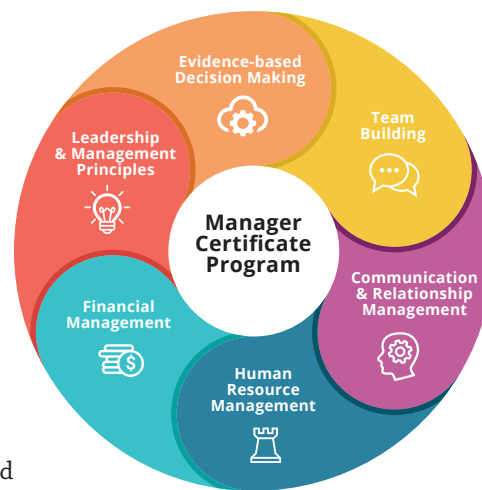 Evidence-based
Decision Making
Team
Building
Leadership
& Management
Principles
Manager
Certificate
Program
Communication
& Relationship
Management
Financial
Management
$
Human
Resource
Management
d